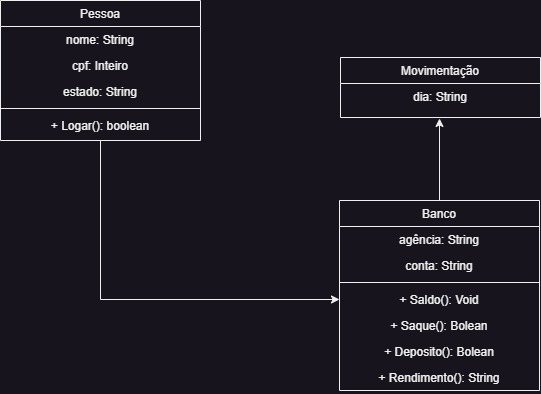 Pessoa
nome: String
cpf: Inteiro
estado: String
+ Logar(): boolean
Movimentação
dia: String
Banco
agência: String
conta: String
+ Saldo(): Void
+ Saque(): Bolean
+ Deposito(): Bolean
+ Rendimento(): String